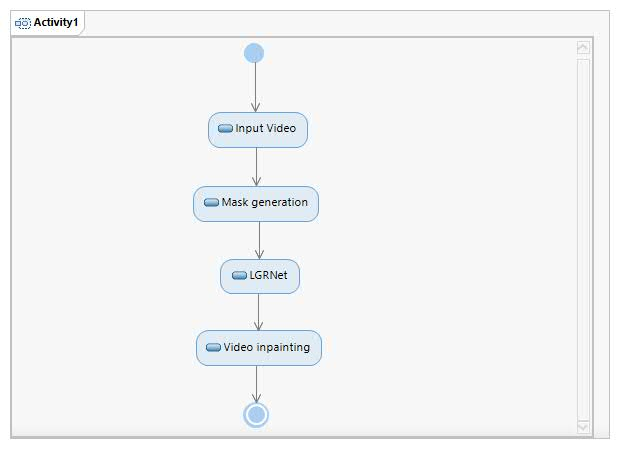 Activity1
Input Video
Mask generation
LGRNet
Video inpainting